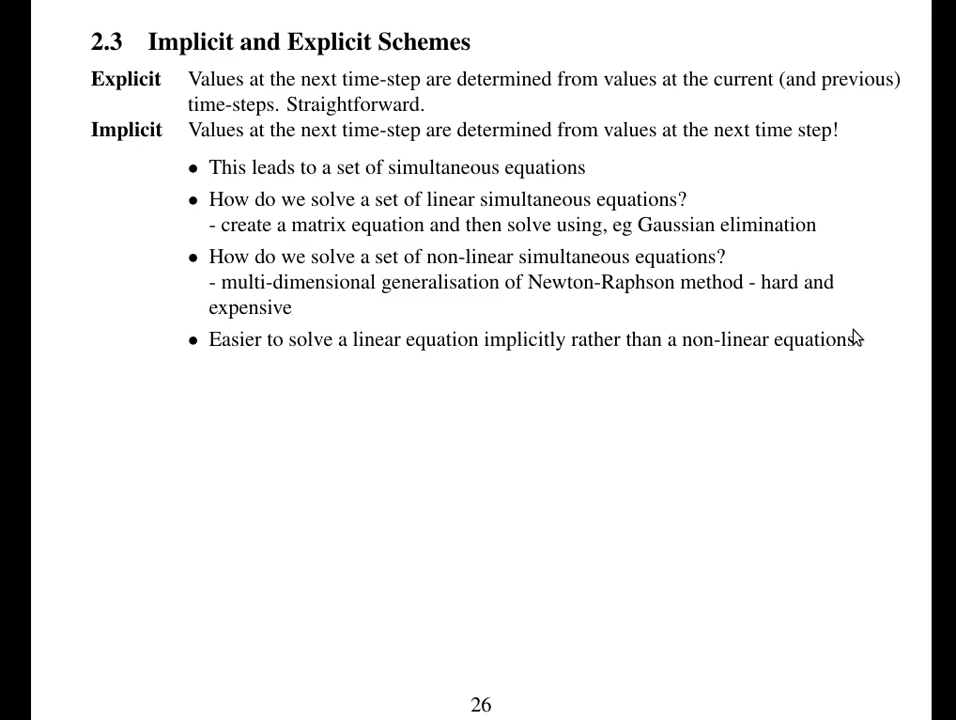 2.3 Implicit and Explicit Schemes
Explicit Values at the next time-step are determined from values at the current (and previous)
time-steps. Straightforward.
Implicit Values at the next time-step are determined from values at the next time step!
• This leads to a set of simultaneous equations
• How do we solve a set of linear simultaneous equations?
- create a matrix equation and then solve using, eg Gaussian elimination
• How do we solve a set of non-linear simultaneous equations?
- multi-dimensional generalisation of Newton-Raphson method - hard and
expensive
• Easier to solve a linear equation implicitly rather than a non-linear equations
26